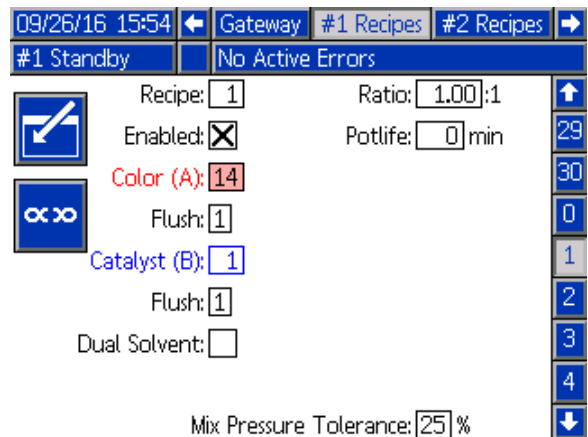 09/26/16 15:54 Gateway #1 Recipes #2 Recipes
#1 Standby No Active Errors
Recipe: 1 Ratio: 1.00 :1
Enabled: Potlife: 0 min
Color (A): 14
Flush: 1
Catalyst (B): 1
Flush: 1
Dual Solvent:
Mix Pressure Tolerance: 25 %
29
30
0
1
2
3
4